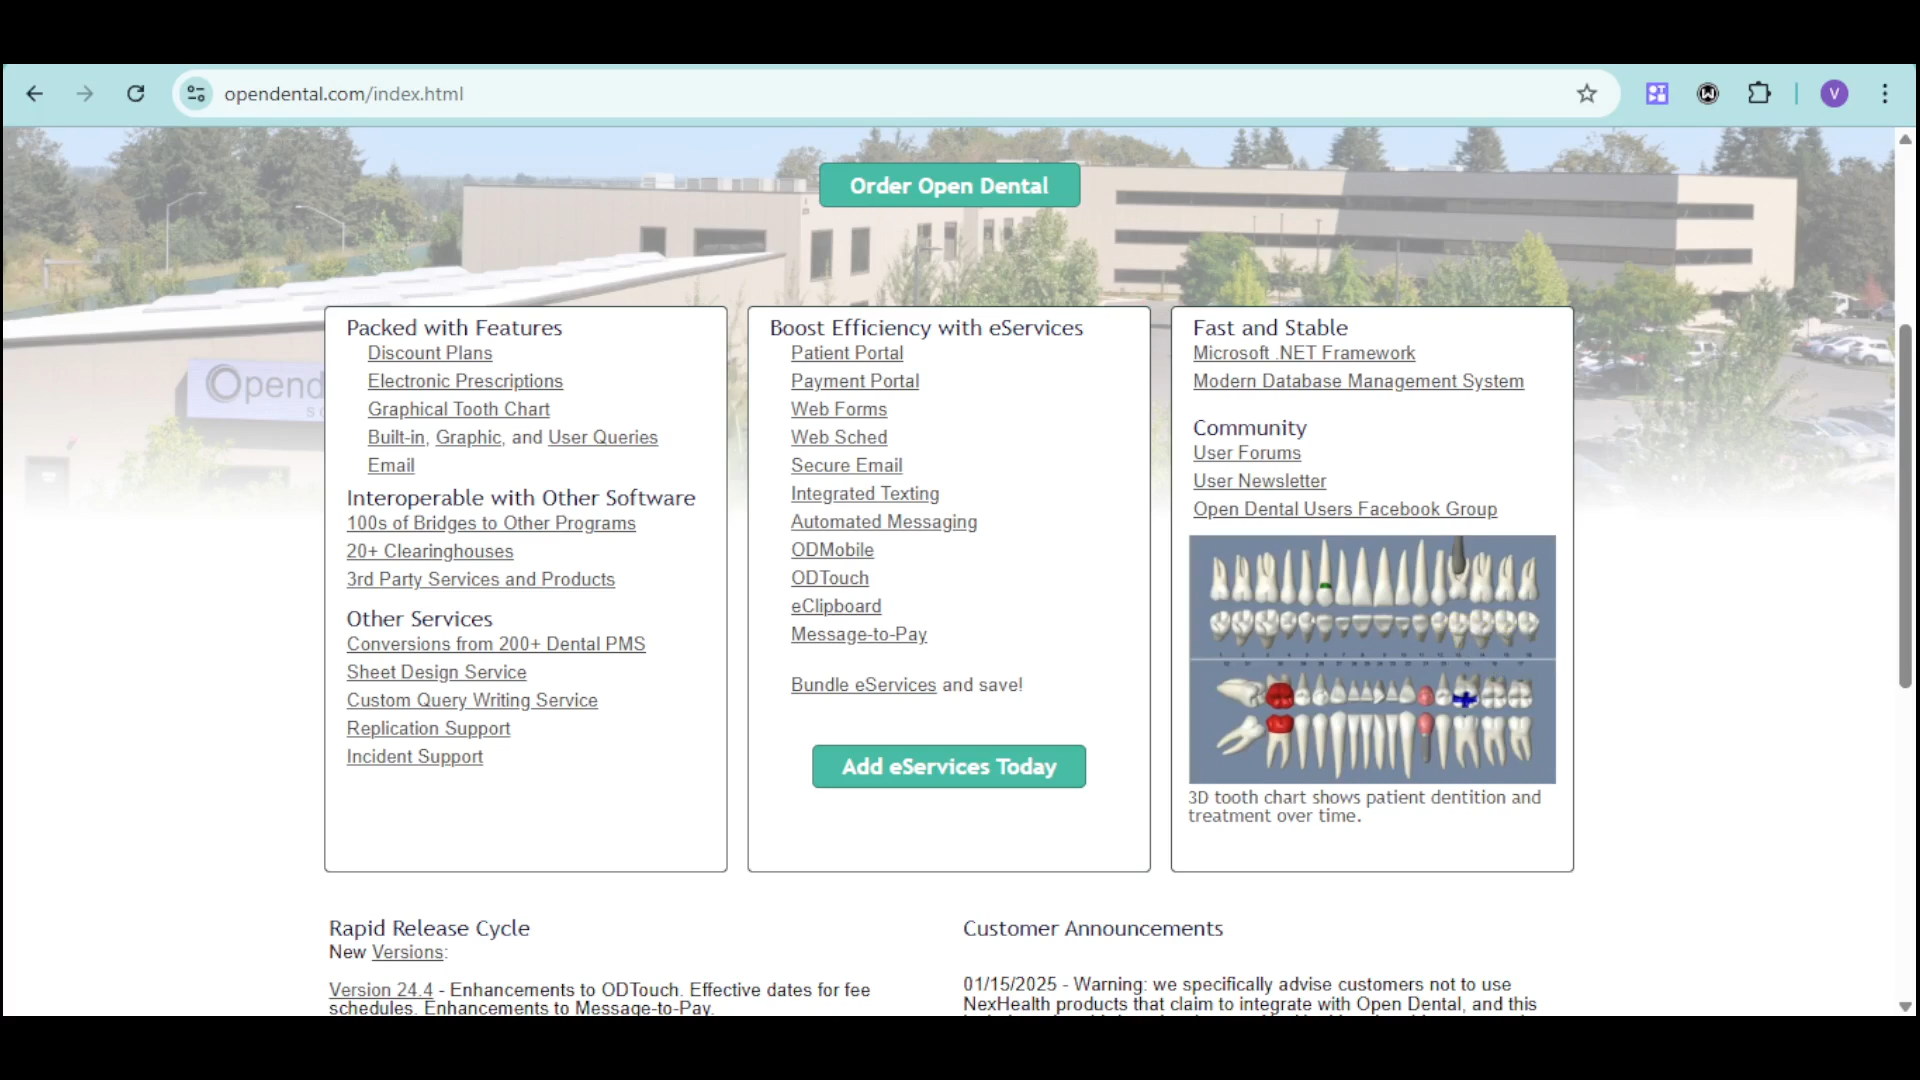 opendental.com/index.html
V
Order Open Dental
Packed with Features
Discount Plans
Electronic Prescriptions
Graphical Tooth Chart
Built-in, Graphic, and User Queries
Email
Interoperable with Other Software
100s of Bridges to Other Programs
20+ Clearinghouses
3rd Party Services and Products
Other Services
Conversions from 200+ Dental PMS
Sheet Design Service
Custom Query Writing Service
Replication Support
Incident Support
Boost Efficiency with eServices
Patient Portal
Payment Portal
Web Forms
Web Sched
Secure Email
Integrated Texting
Automated Messaging
ODMobile
ODTouch
eClipboard
Message-to-Pay
Bundle eServices and save!
Add eServices Today
Fast and Stable
Microsoft .NET Framework
Modern Database Management System
Community
User Forums
User Newsletter
Open Dental Users Facebook Group
3D tooth chart shows patient dentition and
treatment over time.
Opend
Rapid Release Cycle
New Versions:
Version 24.4 - Enhancements to ODTouch. Effective dates for fee
schedules. Enhancements to Message-to-Pay.
Customer Announcements
01/15/2025 - Warning: we specifically advise customers not to use
NexHealth products that claim to integrate with Open Dental, and this